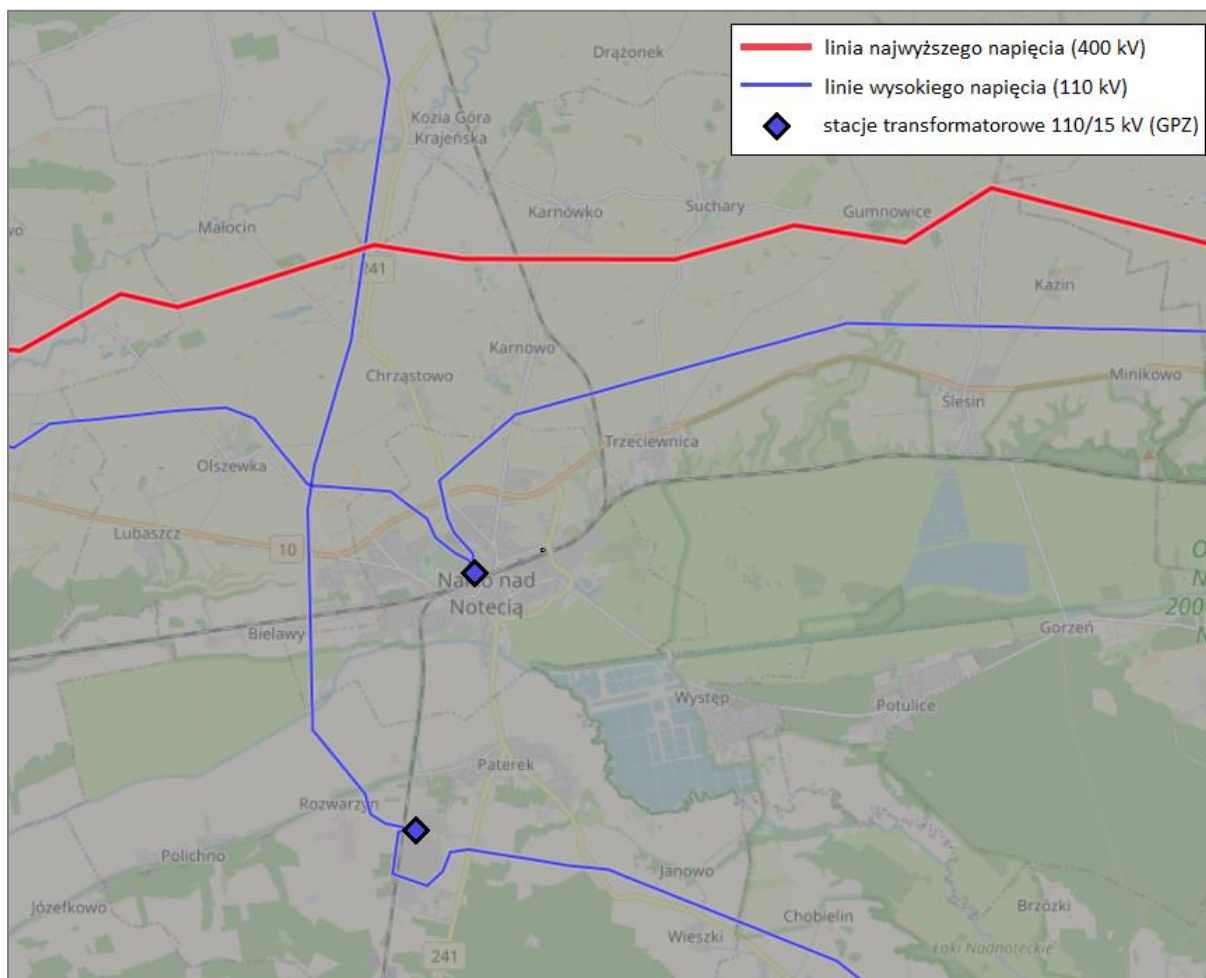 linia najwyższego napięcia (400 kV)
linie wysokiego napięcia (110 kV)
stacje transformatorowe 110/15 kV (GPZ)
Drążonek
Kozia Góra
Krajeńska
Suchary
Karnówko
Gumnowice
Małocin
wo
241
Kazin
Karnowo
Chrząstowo
Minikowo
Ślesin
Trzeciewnica
Olszewka
Lubaszcz
10
O
N
200
N
Nakło nad
Notecią
Bielawy
Gorzeń
Występ
Potulice
Paterek
Rozwarzyn
Polichno
Janowo
Józefkowo
Brzózki
Chobielin
Wieszki
Łąki Nadnoteckie
241